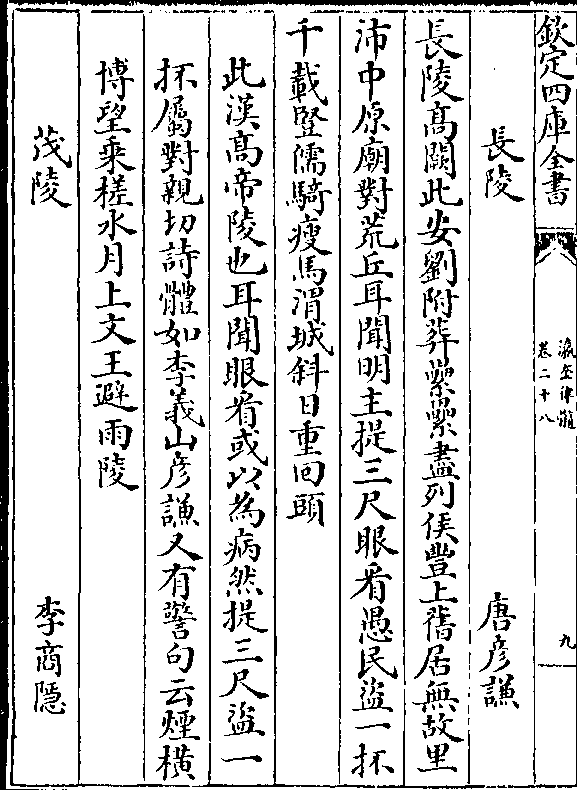 欽定四庫全書
瀛奎律髓
卷二十八
九
長陵 唐彦謙
長陵髙闕此安劉附葬纍纍盡列侯豐上舊居無故里
沛中原廟對荒丘耳聞明主提三尺眼看愚民盜一抔
千載豎儒騎瘦馬渭城斜日重囘頭
此漢髙帝陵也耳聞眼看或以為病然提三尺盜一
抔屬對親切詩體如李義山彦謙又有警句云煙横
博望乘槎水月上文王避雨陵
茂陵 李商隠